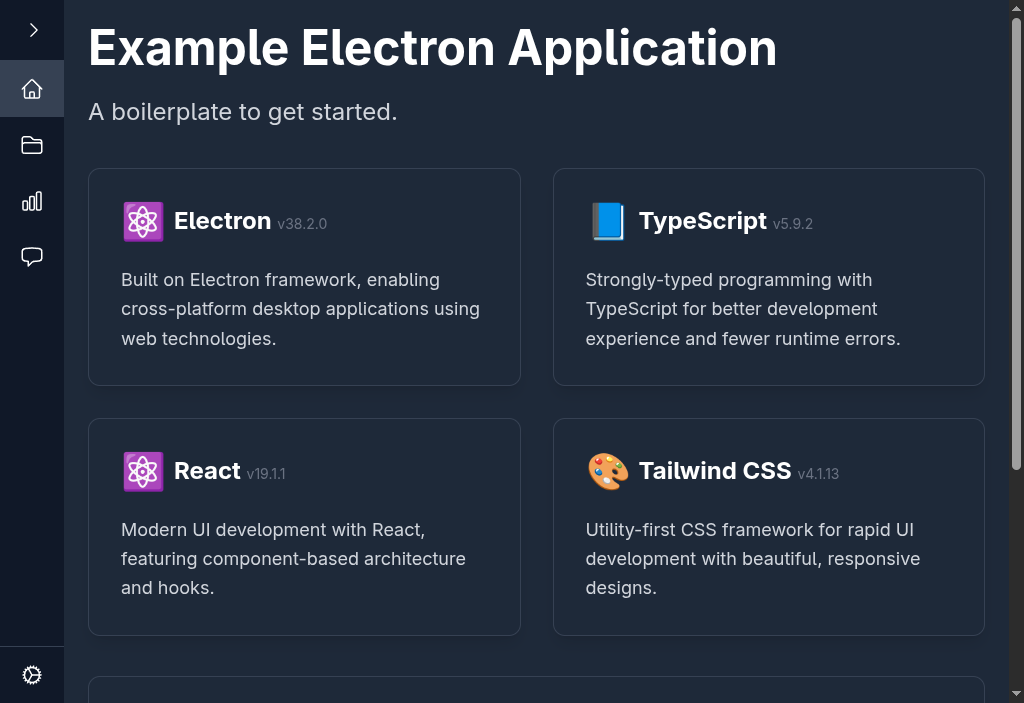 Example Electron Application
A boilerplate to get started.
Electron v38.2.0
Built on Electron framework, enabling
cross-platform desktop applications using
web technologies.
TypeScript v5.9.2
Strongly-typed programming with
TypeScript for better development
experience and fewer runtime errors.
React v19.1.1
Modern UI development with React,
featuring component-based architecture
and hooks.
Tailwind CSS v4.1.13
Utility-first CSS framework for rapid UI
development with beautiful, responsive
designs.